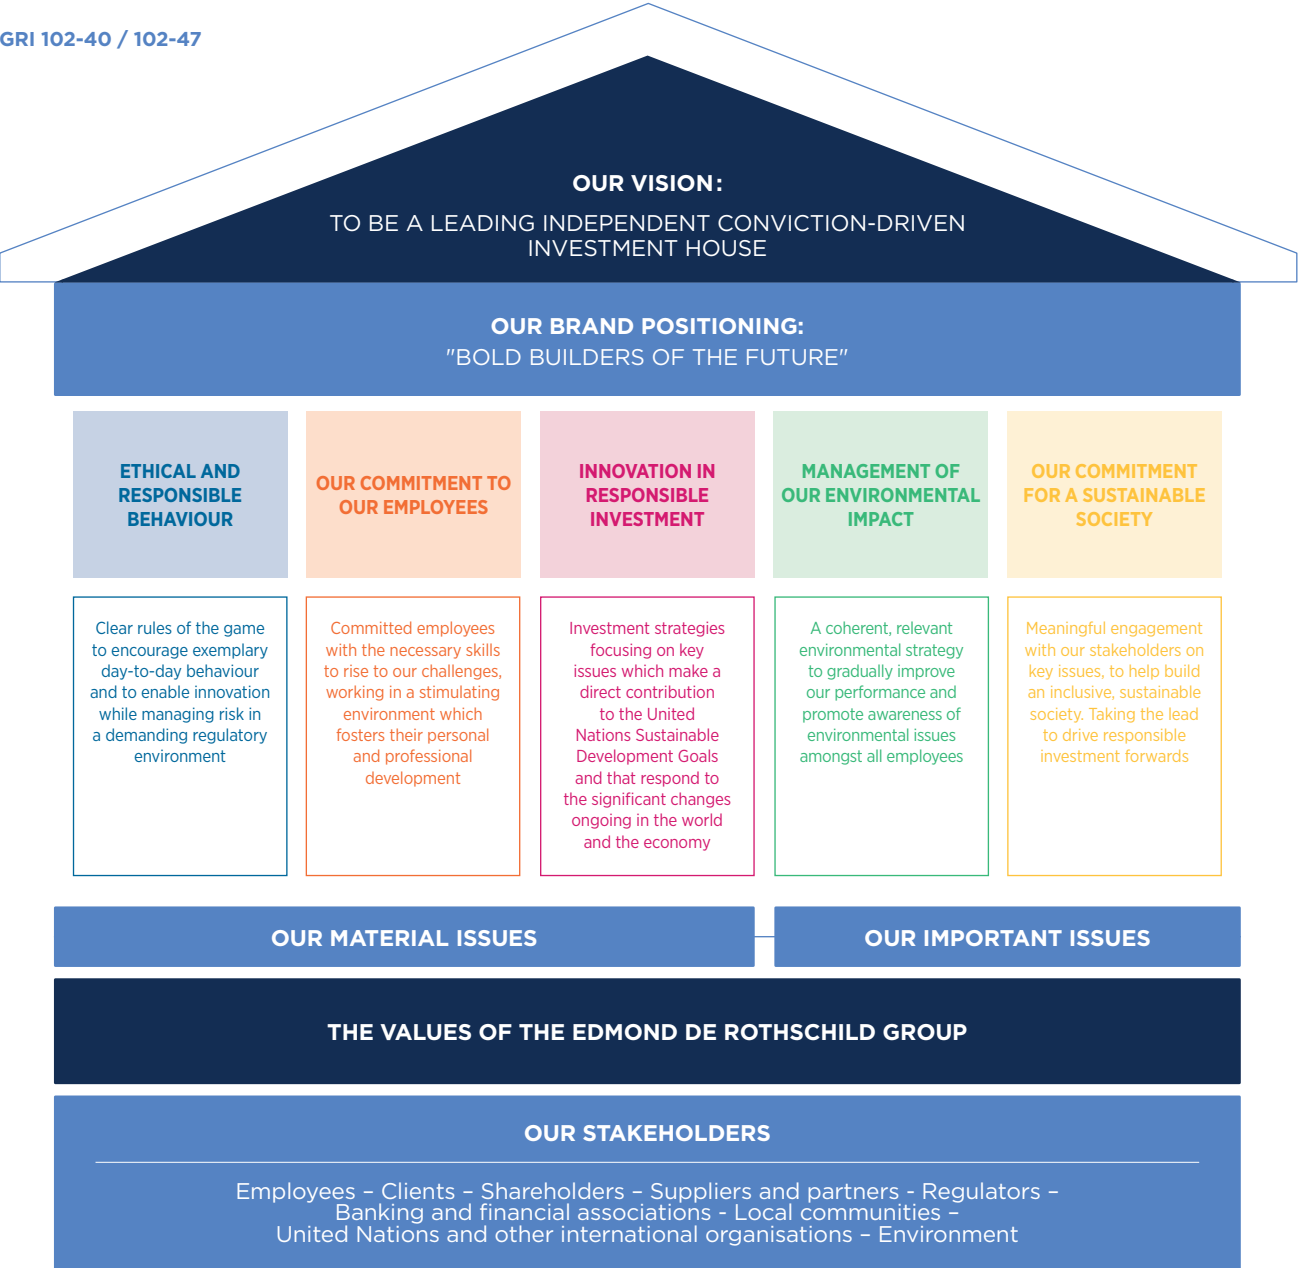 GRI 102-40 / 102-47
OUR VISION:
TO BE A LEADING INDEPENDENT CONVICTION-DRIVEN
INVESTMENT HOUSE
OUR BRAND POSITIONING:
"BOLD BUILDERS OF THE FUTURE"
ETHICAL AND
RESPONSIBLE
BEHAVIOUR
OUR COMMITMENT TO
OUR EMPLOYEES
INNOVATION IN
RESPONSIBLE
INVESTMENT
MANAGEMENT OF
OUR ENVIRONMENTAL
IMPACT
OUR COMMITMENT
FOR A SUSTAINABLE
SOCIETY
Clear rules of the game
to encourage exemplary
day-to-day behaviour
and to enable innovation
while managing risk in
a demanding regulatory
environment
Committed employees
with the necessary skills
to rise to our challenges,
working in a stimulating
environment which
fosters their personal
and professional
development
Investment strategies
focusing on key
issues which make a
direct contribution
to the United
Nations Sustainable
Development Goals
and that respond to
the significant changes
ongoing in the world
and the economy
A coherent, relevant
environmental strategy
to gradually improve
our performance and
promote awareness of
environmental issues
amongst all employees
Meaningful engagement
with our stakeholders on
key issues, to help build
an inclusive, sustainable
society. Taking the lead
to drive responsible
investment forwards
OUR MATERIAL ISSUES
OUR IMPORTANT ISSUES
THE VALUES OF THE EDMOND DE ROTHSCHILD GROUP
OUR STAKEHOLDERS
Employees – Clients – Shareholders – Suppliers and partners - Regulators –
Banking and financial associations - Local communities –
United Nations and other international organisations – Environment